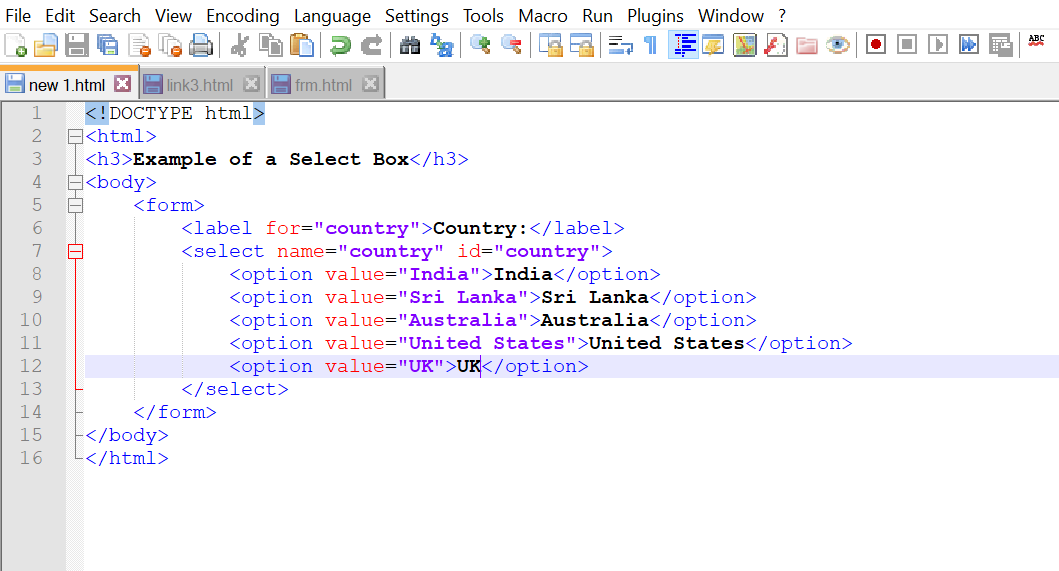 File Edit Search View Encoding Language Settings Tools Macro Run Plugins Window ?
ABC
new 1.html link3.html frm.html
1 <!DOCTYPE html>
2 <html>
3 <h3>Example of a Select Box</h3>
4 <body>
5     <form>
6         <label for="country">Country:</label>
7         <select name="country" id="country">
8             <option value="India">India</option>
9             <option value="Sri Lanka">Sri Lanka</option>
10             <option value="Australia">Australia</option>
11             <option value="United States">United States</option>
12             <option value="UK">UK</option>
13         </select>
14     </form>
15 </body>
16 </html>